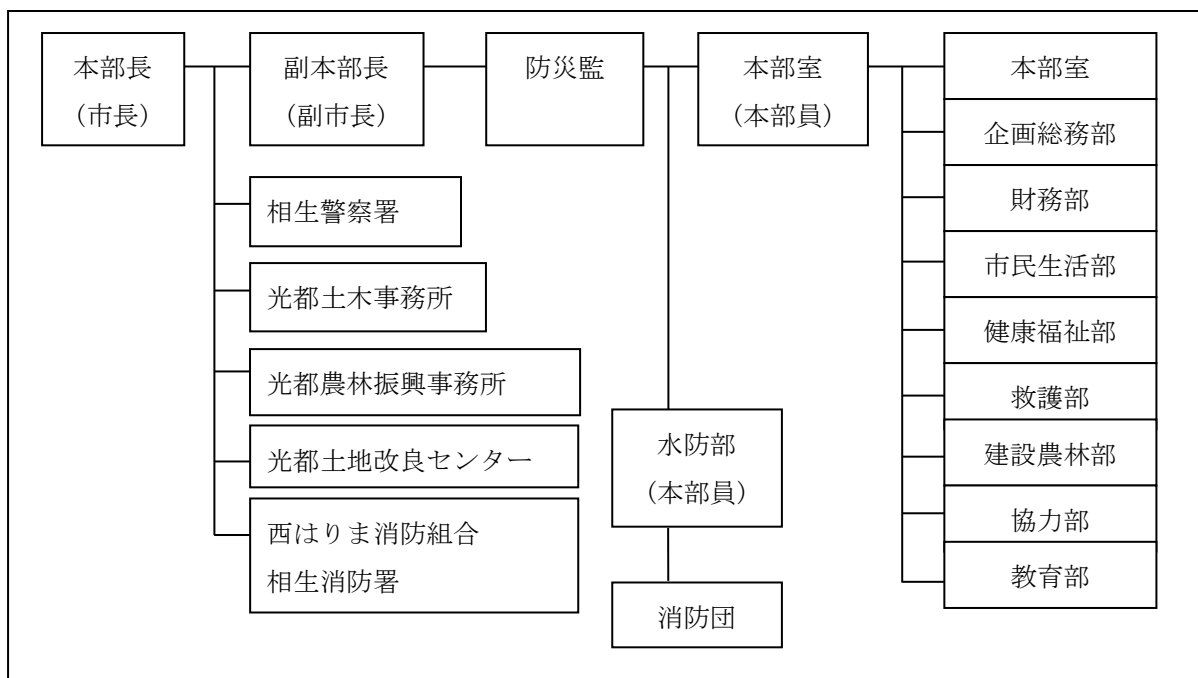 本部長
（市長）
副本部長
（副市長）
防災監
本部室
（本部員）
本部室
企画総務部
財務部
市民生活部
健康福祉部
救護部
建設農林部
協力部
教育部
相生警察署
光都土木事務所
光都農林振興事務所
光都土地改良センター
西はりま消防組合
相生消防署
水防部
（本部員）
消防団